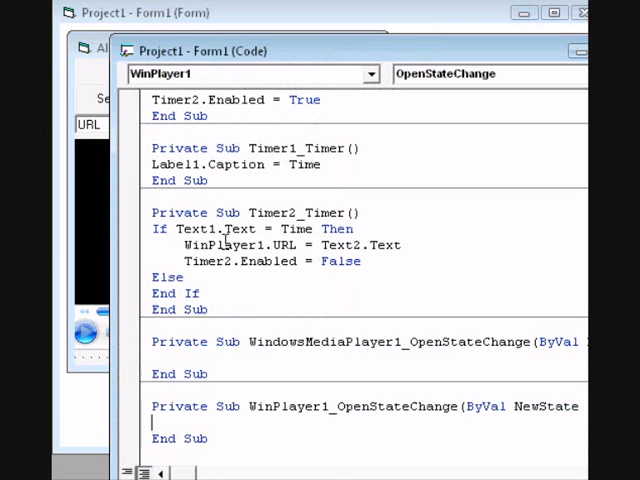 Project1 - Form1 (Form)
Al
Project1 - Form1 (Code)
WinPlayer1
OpenStateChange
Se
URL
Timer2.Enabled = True
End Sub
Private Sub Timer1_Timer()
Label1.Caption = Time
End Sub
Private Sub Timer2_Timer()
If Text1.Text = Time Then
WinPlayer1.URL = Text2.Text
Timer2.Enabled = False
Else
End If
End Sub
Private Sub WindowsMediaPlayer1_OpenStateChange(ByVal
End Sub
Private Sub WinPlayer1_OpenStateChange(ByVal NewState
End Sub